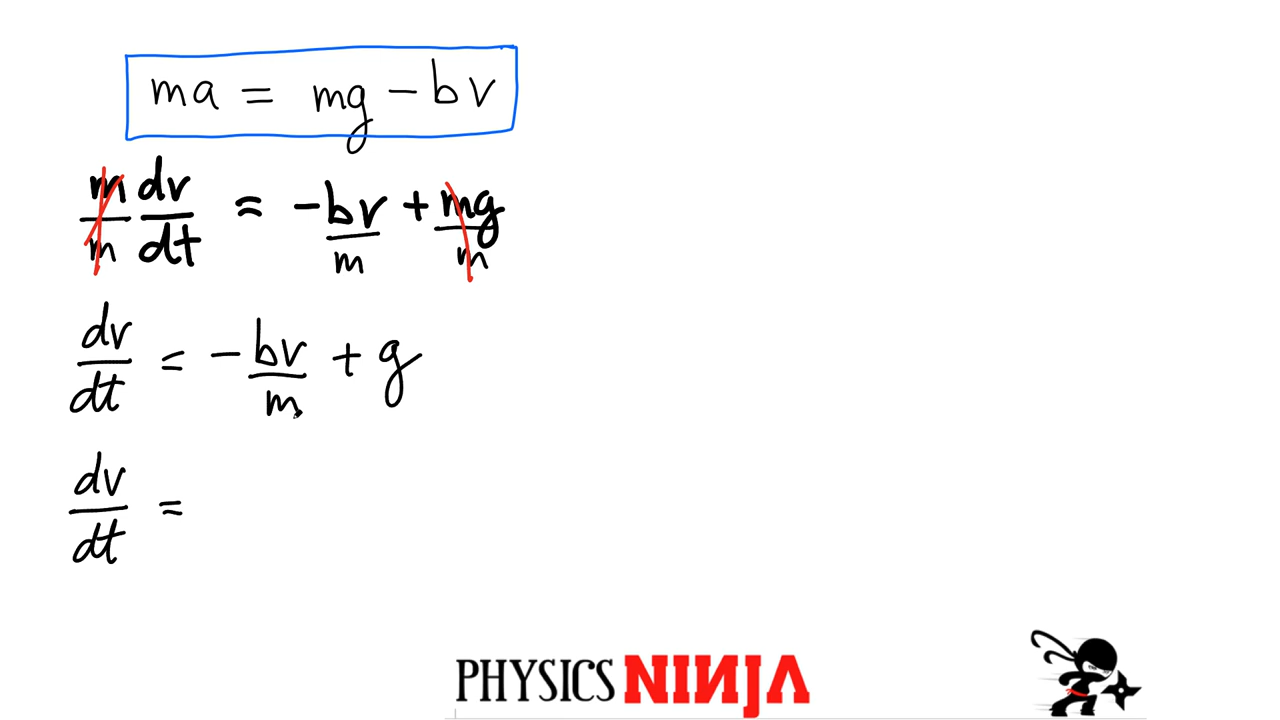 ma = mg - bv
m/m dv/dt = -bv/m + mg/m
dv/dt = -bv/m + g
dv/dt =
PHYSICS NINJA